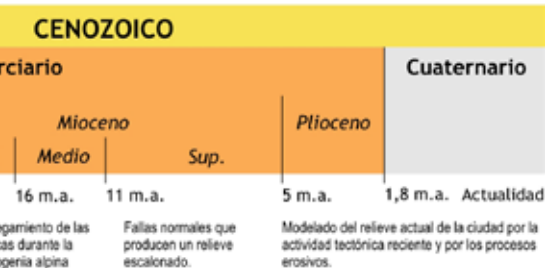 CENOZOICO
rciario Cuaternario
Mioceno Plioceno
Medio Sup.
16 m.a. 11 m.a. 5 m.a. 1,8 m.a. Actualidad
egamiento de las Fallas normales que Modelado del relieve actual de la ciudad por la
cas durante la producen un relieve actividad tectónica reciente y por los procesos
ogenia alpina escalonado. erosivos.